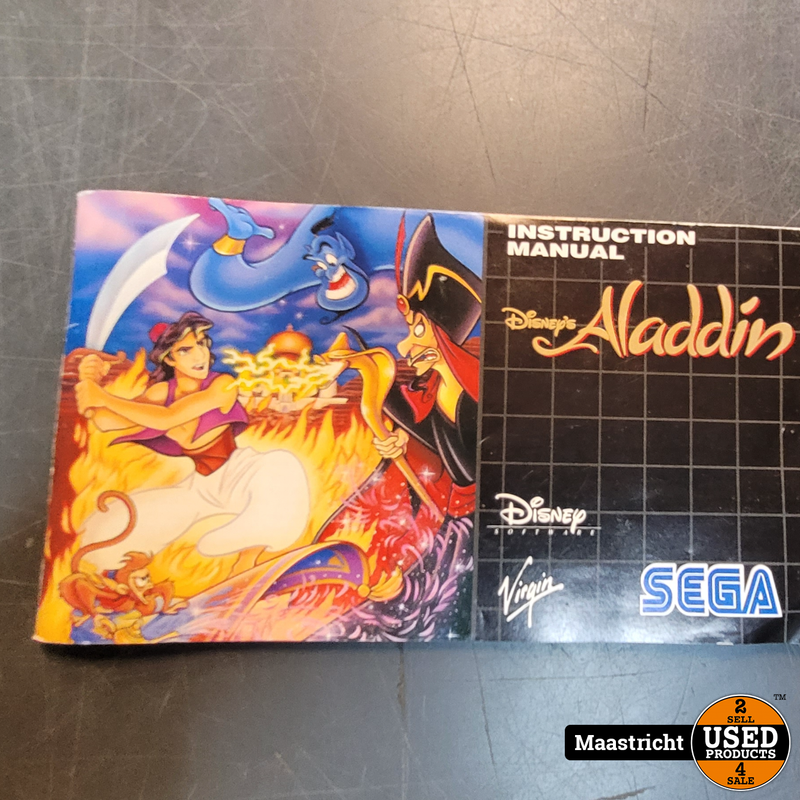 INSTRUCTION
MANUAL
Disney's Aladdin
Disney
SOFTWARE
Virgin
SEGA
Maastricht
2
SELL
USED
PRODUCTS
4
SALE
TM